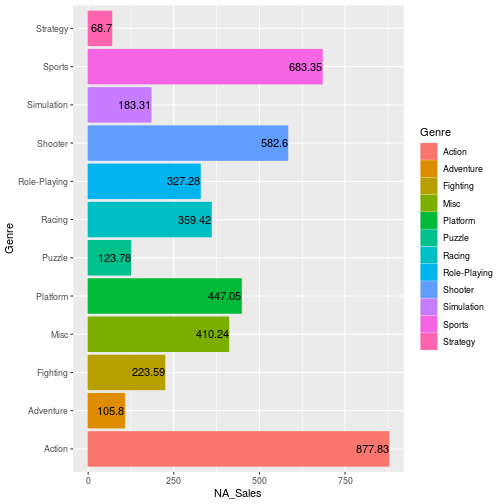 Genre
Strategy
68.7
Sports
683.35
Simulation
183.31
Shooter
582.6
Role-Playing
327.28
Racing
359.42
Puzzle
123.78
Platform
447.05
Misc
410.24
Fighting
223.59
Adventure
105.8
Action
877.83
0
250
500
750
NA_Sales
Genre
Action
Adventure
Fighting
Misc
Platform
Puzzle
Racing
Role-Playing
Shooter
Simulation
Sports
Strategy